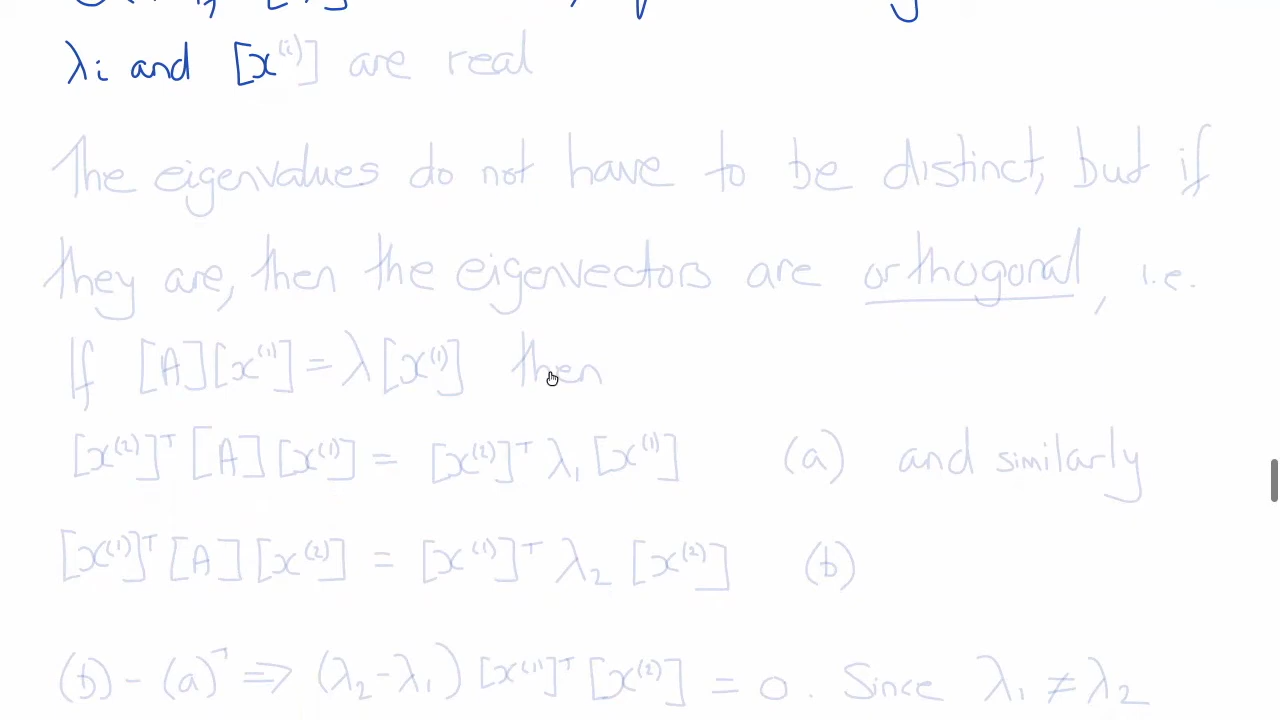 λi and [x^(i)] are real
The eigenvalues do not have to be distinct, but if
they are, then the eigenvectors are orthogonal, i.e.
If [A][x^(1)] = λ[x^(1)] then
[x^(2)]^T [A][x^(1)] = [x^(2)]^T λ₁ [x^(1)] (a) and similarly
[x^(1)]^T [A][x^(2)] = [x^(1)]^T λ₂ [x^(2)] (b)
(b) - (a)^T ⟹ (λ₂-λ₁) [x^(1)]^T [x^(2)] = 0. Since λ₁ ≠ λ₂